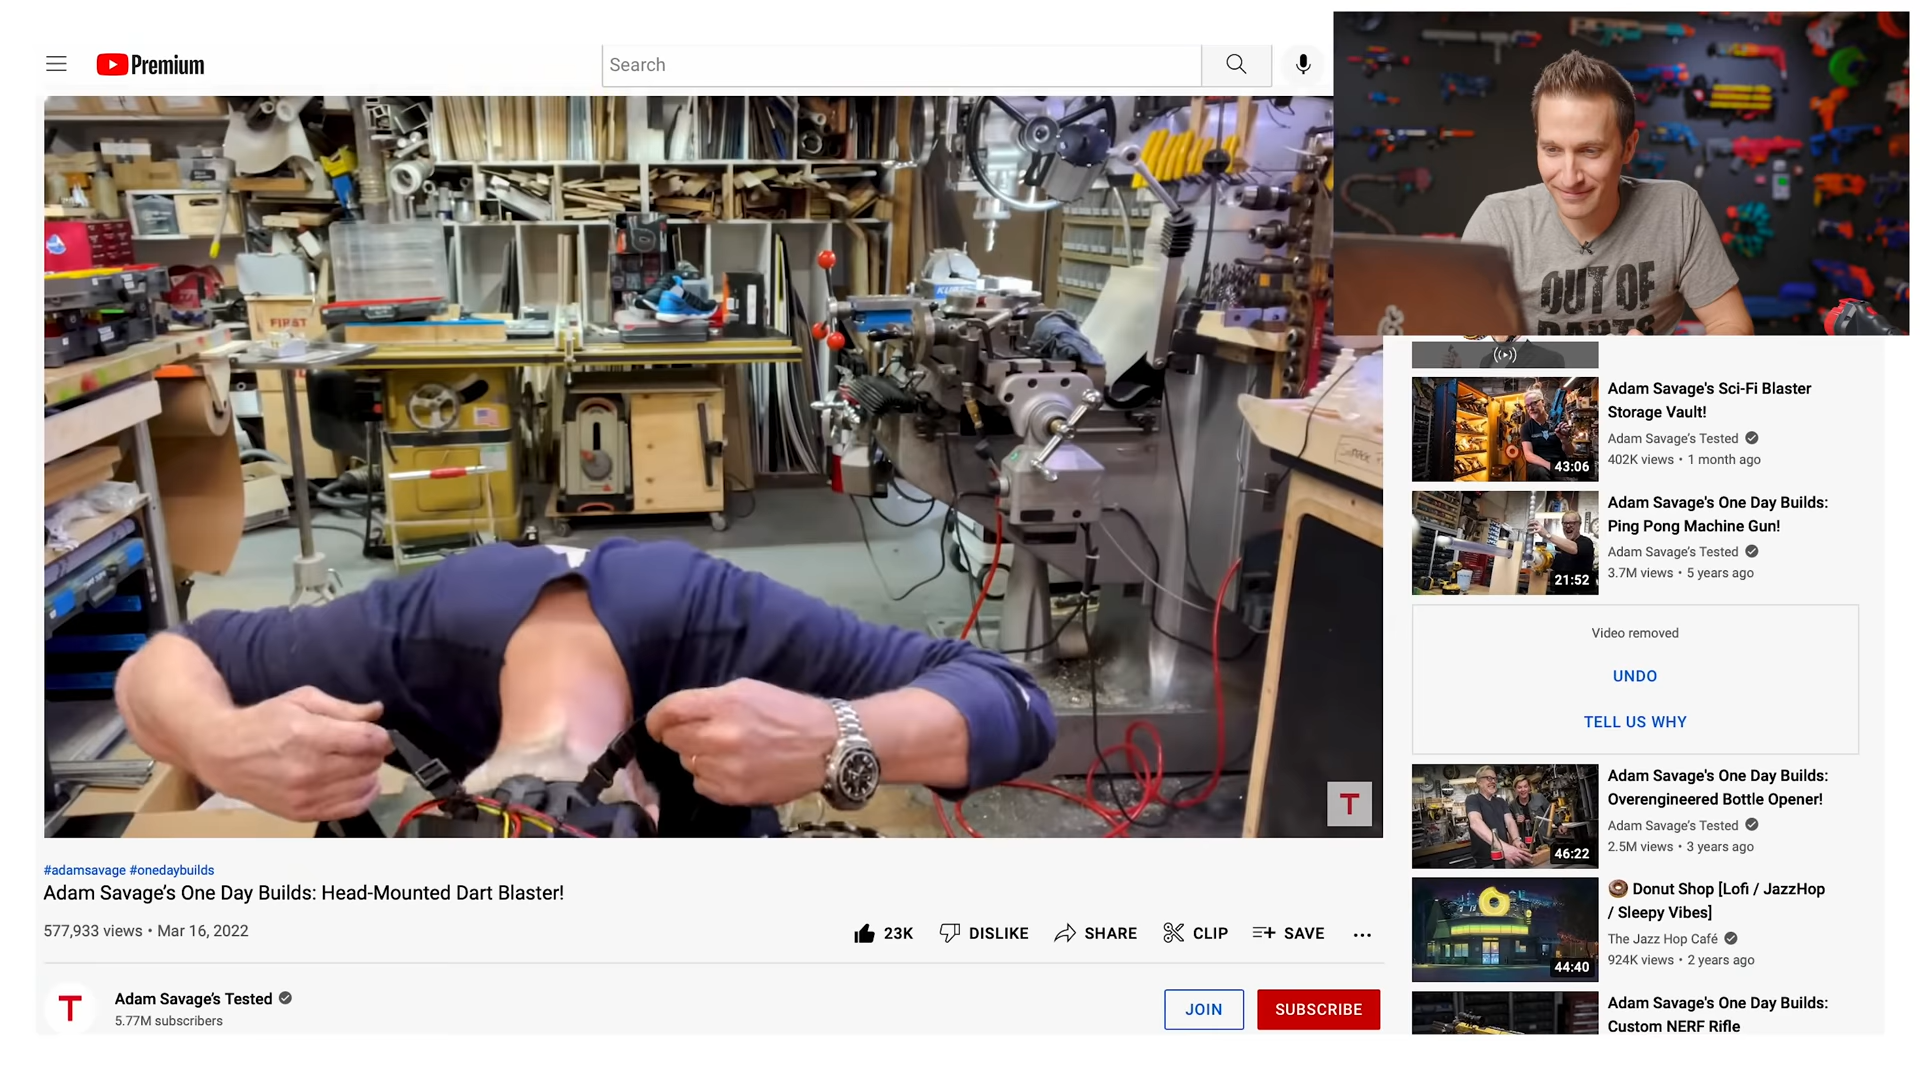 Premium
Search
FIRST
KURT
OUT OF
DARTS
T
#adamsavage #onedaybuilds
Adam Savage’s One Day Builds: Head-Mounted Dart Blaster!
577,933 views • Mar 16, 2022
23K
DISLIKE
SHARE
CLIP
SAVE
T
Adam Savage’s Tested
5.77M subscribers
JOIN
SUBSCRIBE
Adam Savage's Sci-Fi Blaster
Storage Vault!
Adam Savage’s Tested
402K views • 1 month ago
43:06
Adam Savage's One Day Builds:
Ping Pong Machine Gun!
Adam Savage’s Tested
3.7M views • 5 years ago
21:52
Video removed
UNDO
TELL US WHY
Adam Savage's One Day Builds:
Overengineered Bottle Opener!
Adam Savage’s Tested
2.5M views • 3 years ago
46:22
🍩 Donut Shop [Lofi / JazzHop
/ Sleepy Vibes]
The Jazz Hop Café
924K views • 2 years ago
44:40
Adam Savage's One Day Builds:
Custom NERF Rifle